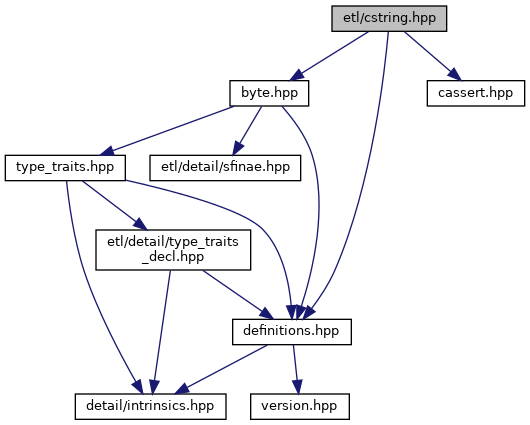 etl/cstring.hpp
byte.hpp
cassert.hpp
type_traits.hpp
etl/detail/sfinae.hpp
etl/detail/type_traits
_decl.hpp
definitions.hpp
detail/intrinsics.hpp
version.hpp